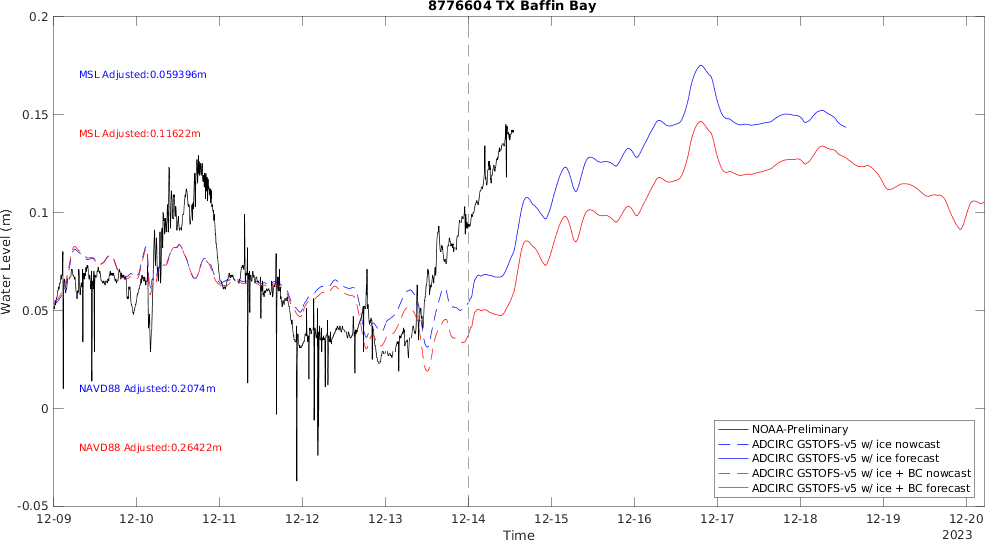 8776604 TX Baffin Bay
0.2
0.15
0.1
0.05
0
-0.05
Water Level (m)
MSL Adjusted:0.059396m
MSL Adjusted:0.11622m
NAVD88 Adjusted:0.2074m
NAVD88 Adjusted:0.26422m
NOAA-Preliminary
ADCIRC GSTOFS-v5 w/ ice nowcast
ADCIRC GSTOFS-v5 w/ ice forecast
ADCIRC GSTOFS-v5 w/ ice + BC nowcast
ADCIRC GSTOFS-v5 w/ ice + BC forecast
12-09 12-10 12-11 12-12 12-13 12-14 12-15 12-16 12-17 12-18 12-19 12-20
Time
2023